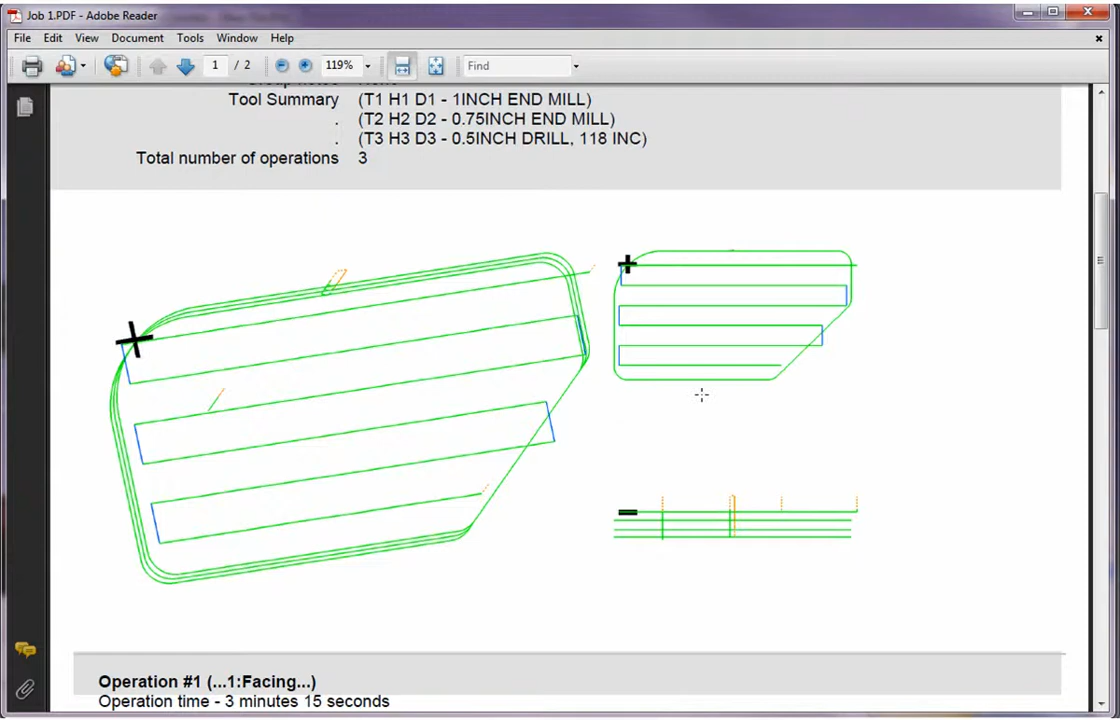 Job 1.PDF - Adobe Reader
File Edit View Document Tools Window Help
1 / 2 119% Find
Tool Summary (T1 H1 D1 - 1INCH END MILL)
. (T2 H2 D2 - 0.75INCH END MILL)
. (T3 H3 D3 - 0.5INCH DRILL, 118 INC)
Total number of operations 3
Operation #1 (...1:Facing...)
Operation time - 3 minutes 15 seconds